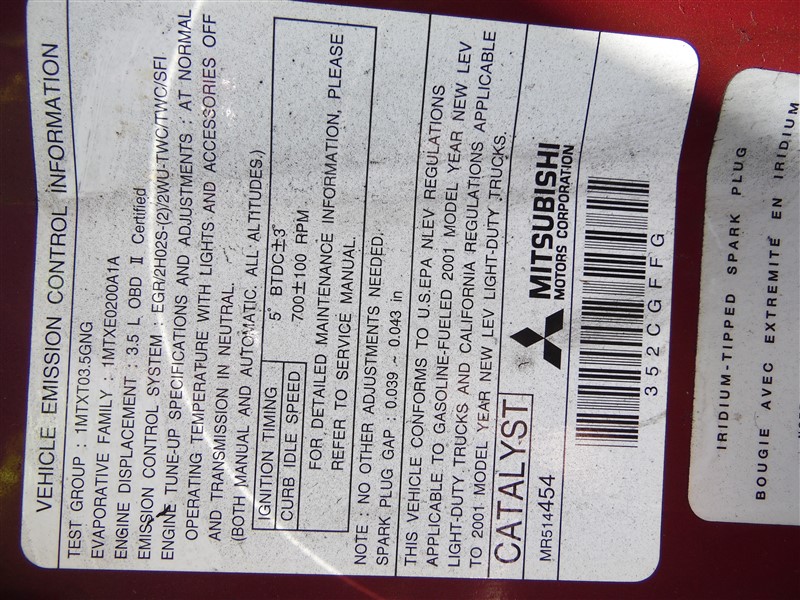 VEHICLE EMISSION CONTROL INFORMATION
TEST GROUP : 1MTXT03.5GNG
EVAPORATIVE FAMILY : 1MTXE0200A1A
ENGINE DISPLACEMENT : 3.5 L, OBD II Certified
EMISSION CONTROL SYSTEM : EGR/2HO2S-(2)/2WU-TWC/TWC/SFI
ENGINE TUNE-UP SPECIFICATIONS AND ADJUSTMENTS : AT NORMAL
OPERATING TEMPERATURE WITH LIGHTS AND ACCESSORIES OFF
AND TRANSMISSION IN NEUTRAL.
(BOTH MANUAL AND AUTOMATIC. ALL ALTITUDES.)
IGNITION TIMING 5° BTDC±3°
CURB IDLE SPEED 700±100 RPM
FOR DETAILED MAINTENANCE INFORMATION, PLEASE
REFER TO SERVICE MANUAL.
NOTE : NO OTHER ADJUSTMENTS NEEDED.
SPARK PLUG GAP : 0.039 ~ 0.043 in
THIS VEHICLE CONFORMS TO U.S.EPA NLEV REGULATIONS
APPLICABLE TO GASOLINE-FUELED 2001 MODEL YEAR NEW LEV
LIGHT-DUTY TRUCKS AND CALIFORNIA REGULATIONS APPLICABLE
TO 2001 MODEL YEAR NEW LEV LIGHT-DUTY TRUCKS.
CATALYST
MR514454
MITSUBISHI
MOTORS CORPORATION
352CGFFG
IRIDIUM-TIPPED SPARK PLUG
BOUGIE AVEC EXTREMITE EN IRIDIUM